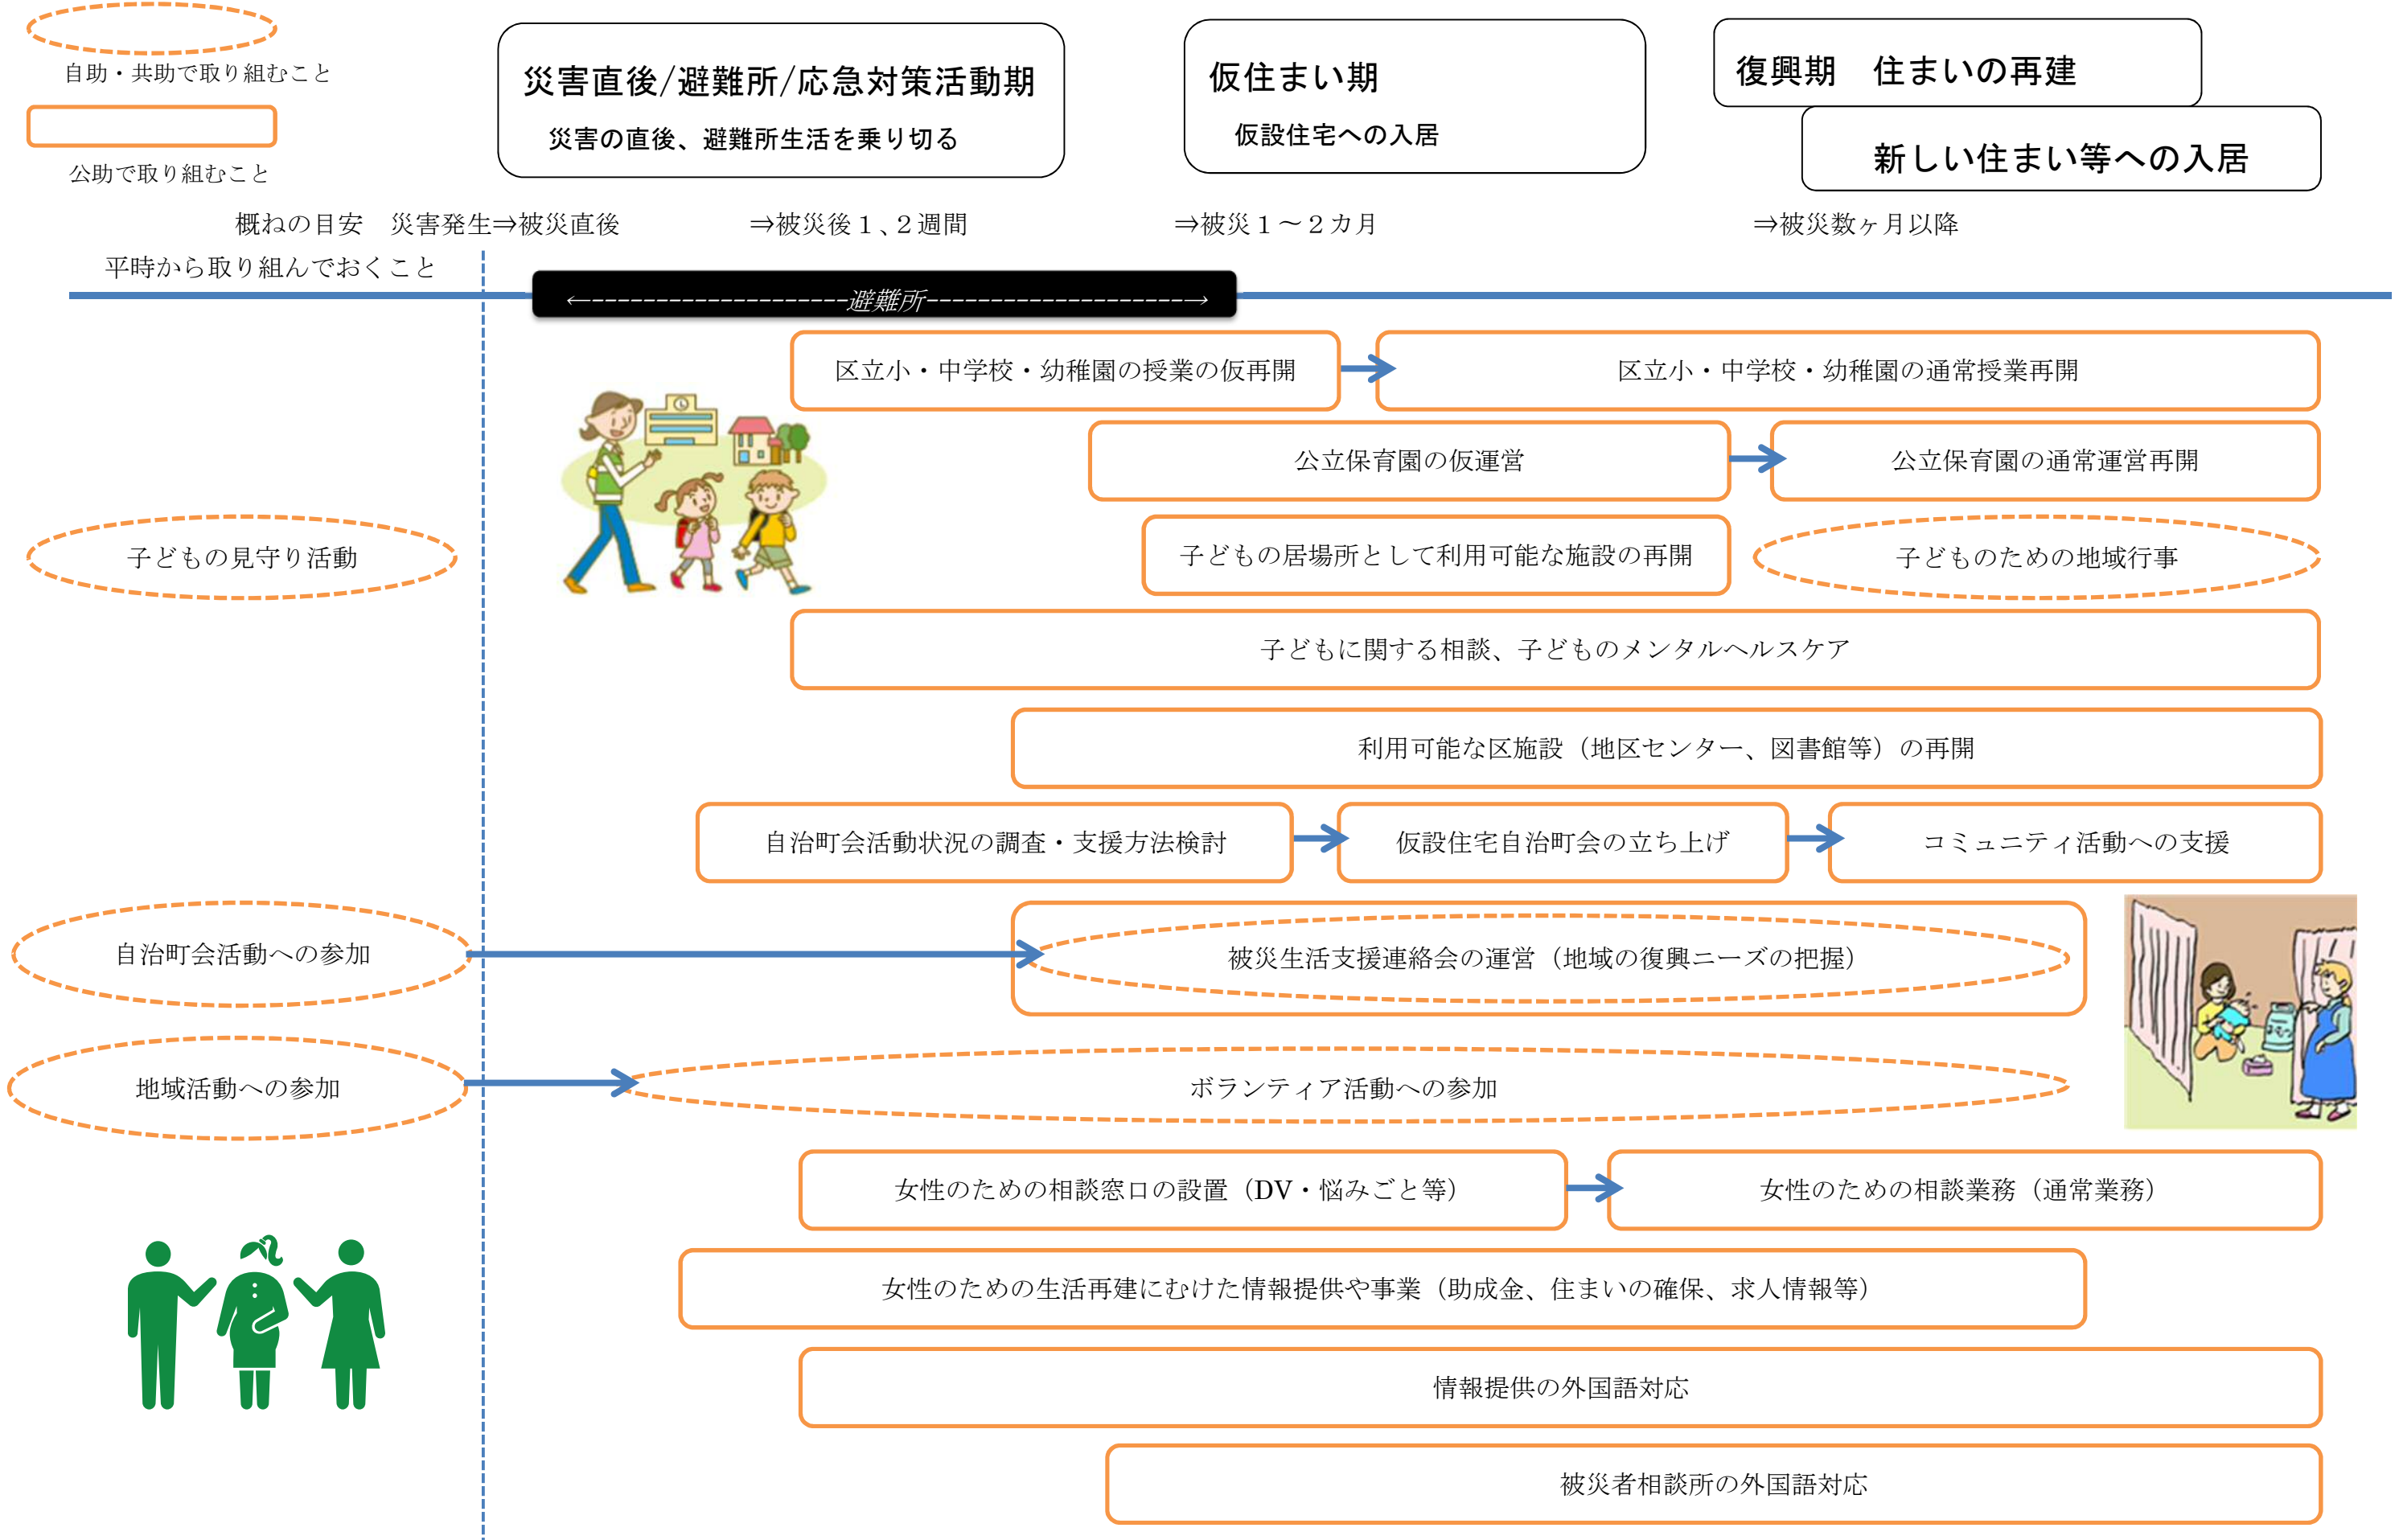 自助・共助で取り組むこと
公助で取り組むこと
災害直後/避難所/応急対策活動期
災害の直後、避難所生活を乗り切る
仮住まい期
仮設住宅への入居
復興期　住まいの再建
新しい住まい等への入居
概ねの目安　災害発生⇒被災直後　⇒被災後１、２週間　⇒被災１～２カ月　⇒被災数ヶ月以降
平時から取り組んでおくこと
←--------------------避難所----------------------→
区立小・中学校・幼稚園の授業の仮再開
区立小・中学校・幼稚園の通常授業再開
公立保育園の仮運営
公立保育園の通常運営再開
子どもの見守り活動
子どもの居場所として利用可能な施設の再開
子どものための地域行事
子どもに関する相談、子どものメンタルヘルスケア
利用可能な区施設（地区センター、図書館等）の再開
自治町会活動状況の調査・支援方法検討
仮設住宅自治町会の立ち上げ
コミュニティ活動への支援
自治町会活動への参加
被災生活支援連絡会の運営（地域の復興ニーズの把握）
地域活動への参加
ボランティア活動への参加
女性のための相談窓口の設置（DV・悩みごと等）
女性のための相談業務（通常業務）
女性のための生活再建にむけた情報提供や事業（助成金、住まいの確保、求人情報等）
情報提供の外国語対応
被災者相談所の外国語対応